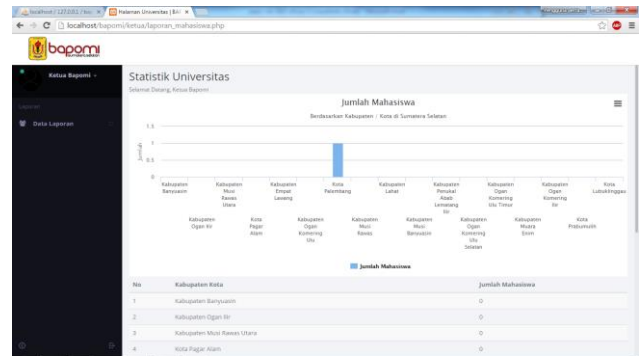 localhost / 127.0.0.1 / ba
Halaman Universitas | BA
localhost/bapomi/ketua/laporan_mahasiswa.php
bapomi
Ketua Bapomi
Statistik Universitas
Selamat Datang, Ketua Bapomi
Laporan
Data Laporan
Jumlah Mahasiswa
Berdasarkan Kabupaten / Kota di Sumatera Selatan
Jumlah
1.5
1
0.5
0
Kabupaten Banyuasin
Kabupaten Ogan Ilir
Kabupaten Musi Rawas Utara
Kota Pagar Alam
Kabupaten Empat Lawang
Kabupaten Ogan Komering Ulu
Kota Palembang
Kabupaten Musi Rawas
Kabupaten Lahat
Kabupaten Musi Banyuasin
Kabupaten Penukal Abab Lematang Ilir
Kabupaten Ogan Komering Ulu Selatan
Kabupaten Ogan Komering Ulu Timur
Kabupaten Muara Enim
Kabupaten Ogan Komering Ilir
Kota Prabumulih
Kota Lubuklinggau
Jumlah Mahasiswa
No Kabupaten Kota Jumlah Mahasiswa
1 Kabupaten Banyuasin 0
2 Kabupaten Ogan Ilir 0
3 Kabupaten Musi Rawas Utara 0
4 Kota Pagar Alam 0